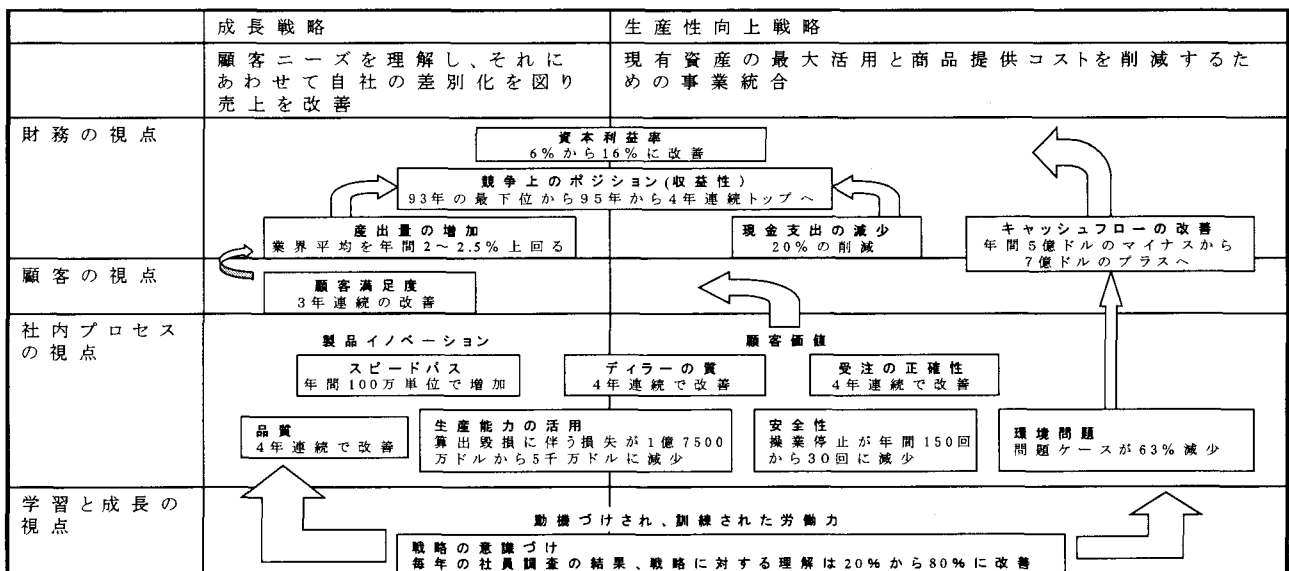 成長戦略
生産性向上戦略
顧客ニーズを理解し、それに
あわせて自社の差別化を図り
売上を改善
現有資産の最大活用と商品提供コストを削減するた
めの事業統合
財務の視点
資本利益率
6%から16%に改善
競争上のポジション(収益性)
93年の最下位から95年から4年連続トップへ
産出量の増加
業界平均を年間2～2.5%上回る
現金支出の減少
20%の削減
キャッシュフローの改善
年間5億ドルのマイナスから
7億ドルのプラスへ
顧客の視点
顧客満足度
3年連続の改善
社内プロセス
の視点
製品イノベーション
顧客価値
スピードパス
年間100万単位で増加
ディラーの質
4年連続で改善
受注の正確性
4年連続で改善
品質
4年連続で改善
生産能力の活用
算出毀損に伴う損失が1億7500
万ドルから5千万ドルに減少
安全性
操業停止が年間150回
から30回に減少
環境問題
問題ケースが63%減少
学習と成長の
視点
動機づけされ、訓練された労働力
戦略の意識づけ
毎年の社員調査の結果、戦略に対する理解は20%から80%に改善